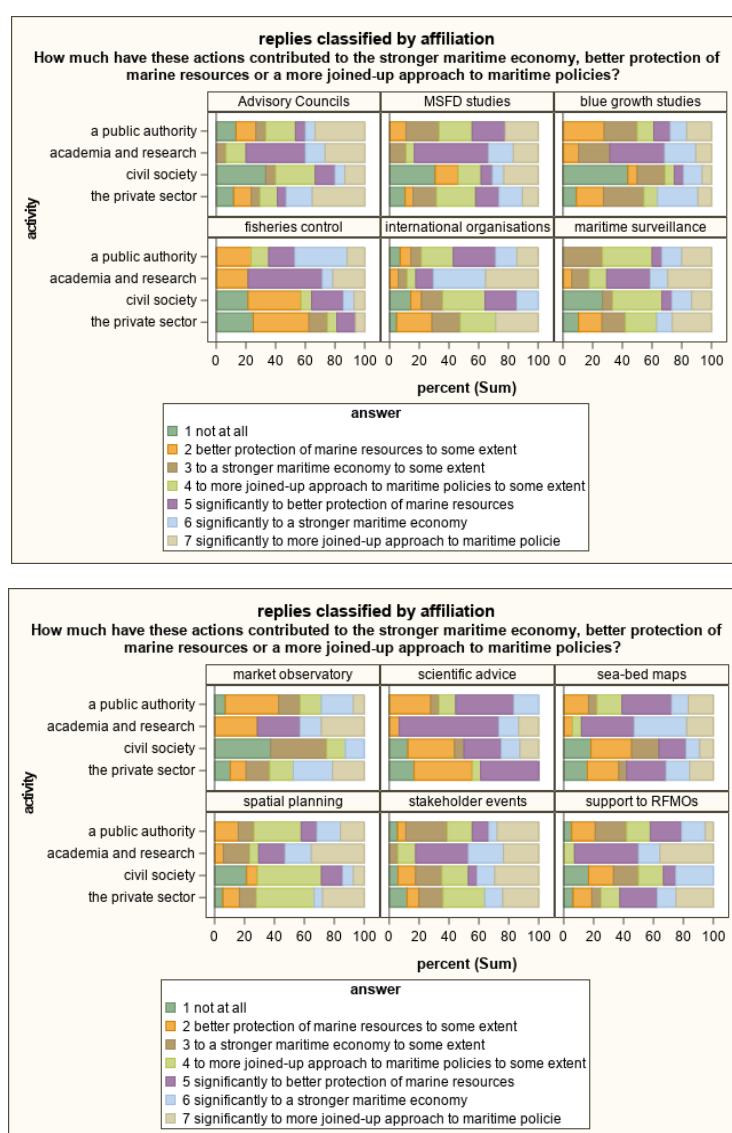 replies classified by affiliation
How much have these actions contributed to the stronger maritime economy, better protection of
marine resources or a more joined-up approach to maritime policies?
Advisory Councils MSFD studies blue growth studies
a public authority
academia and research
civil society
the private sector
activity
fisheries control international organisations maritime surveillance
a public authority
academia and research
civil society
the private sector
0 20 40 60 80 100 0 20 40 60 80 100 0 20 40 60 80 100
percent (Sum)
answer
1 not at all
2 better protection of marine resources to some extent
3 to a stronger maritime economy to some extent
4 to more joined-up approach to maritime policies to some extent
5 significantly to better protection of marine resources
6 significantly to a stronger maritime economy
7 significantly to more joined-up approach to maritime policie
replies classified by affiliation
How much have these actions contributed to the stronger maritime economy, better protection of
marine resources or a more joined-up approach to maritime policies?
market observatory scientific advice sea-bed maps
a public authority
academia and research
civil society
the private sector
activity
spatial planning stakeholder events support to RFMOs
a public authority
academia and research
civil society
the private sector
0 20 40 60 80 100 0 20 40 60 80 100 0 20 40 60 80 100
percent (Sum)
answer
1 not at all
2 better protection of marine resources to some extent
3 to a stronger maritime economy to some extent
4 to more joined-up approach to maritime policies to some extent
5 significantly to better protection of marine resources
6 significantly to a stronger maritime economy
7 significantly to more joined-up approach to maritime policie